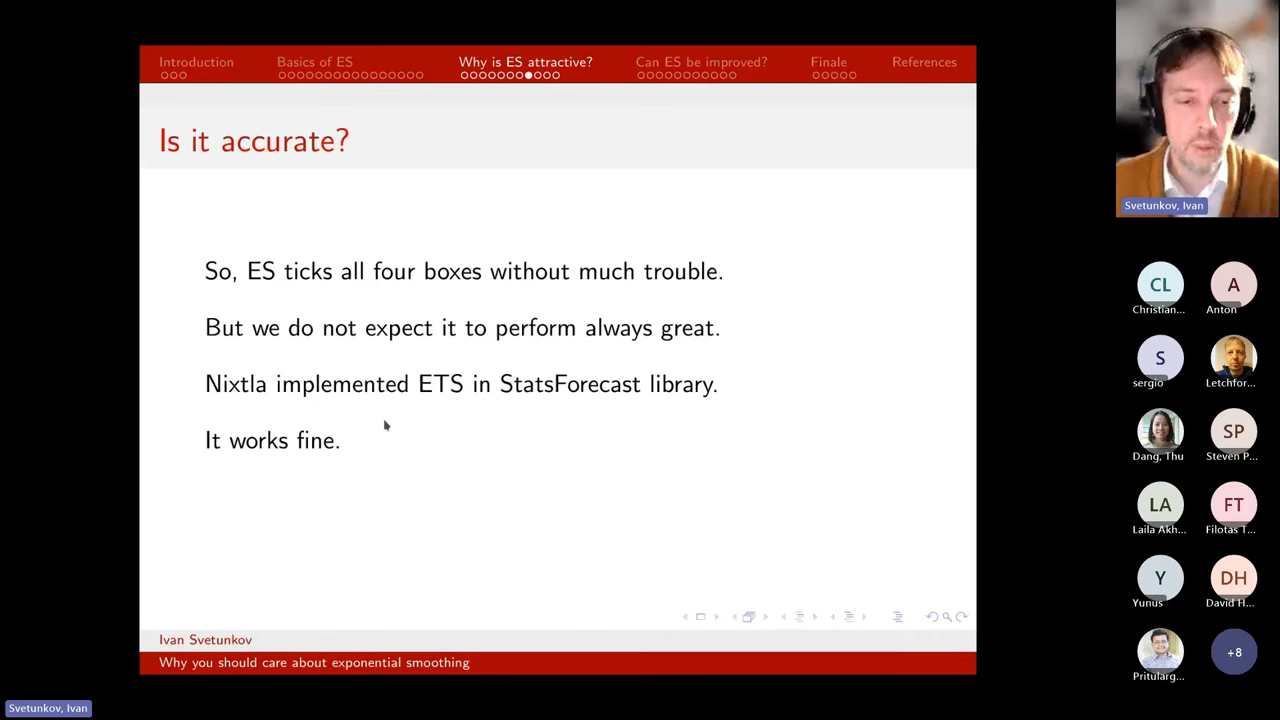 Introduction
Basics of ES
Why is ES attractive?
Can ES be improved?
Finale
References
Is it accurate?
So, ES ticks all four boxes without much trouble.
But we do not expect it to perform always great.
Nixtla implemented ETS in StatsForecast library.
It works fine.
Ivan Svetunkov
Why you should care about exponential smoothing
Svetunkov, Ivan
CL
Christian...
A
Anton
S
sergio
Letchfor...
Dang, Thu
SP
Steven P...
LA
Laila Akh...
FT
Filotas T...
Y
Yunus
DH
David H...
Pritularg...
+8
Svetunkov, Ivan